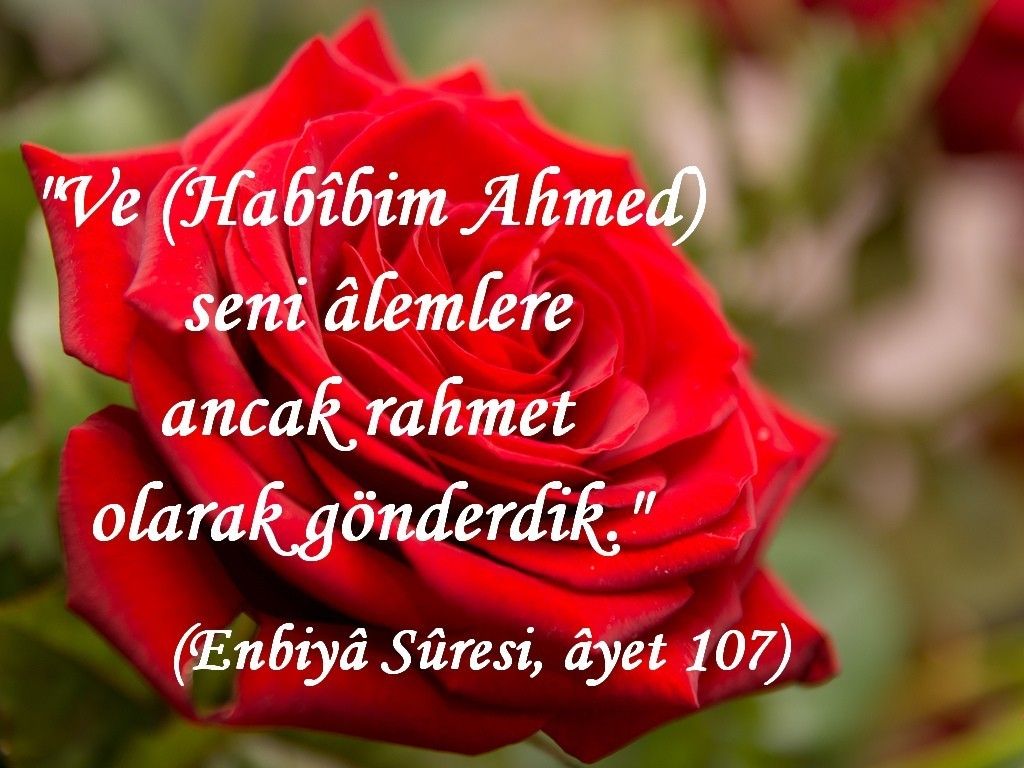 "Ve (Habîbim Ahmed)
seni âlemlere
ancak rahmet
olarak gönderdik."
(Enbiyâ Sûresi, âyet 107)